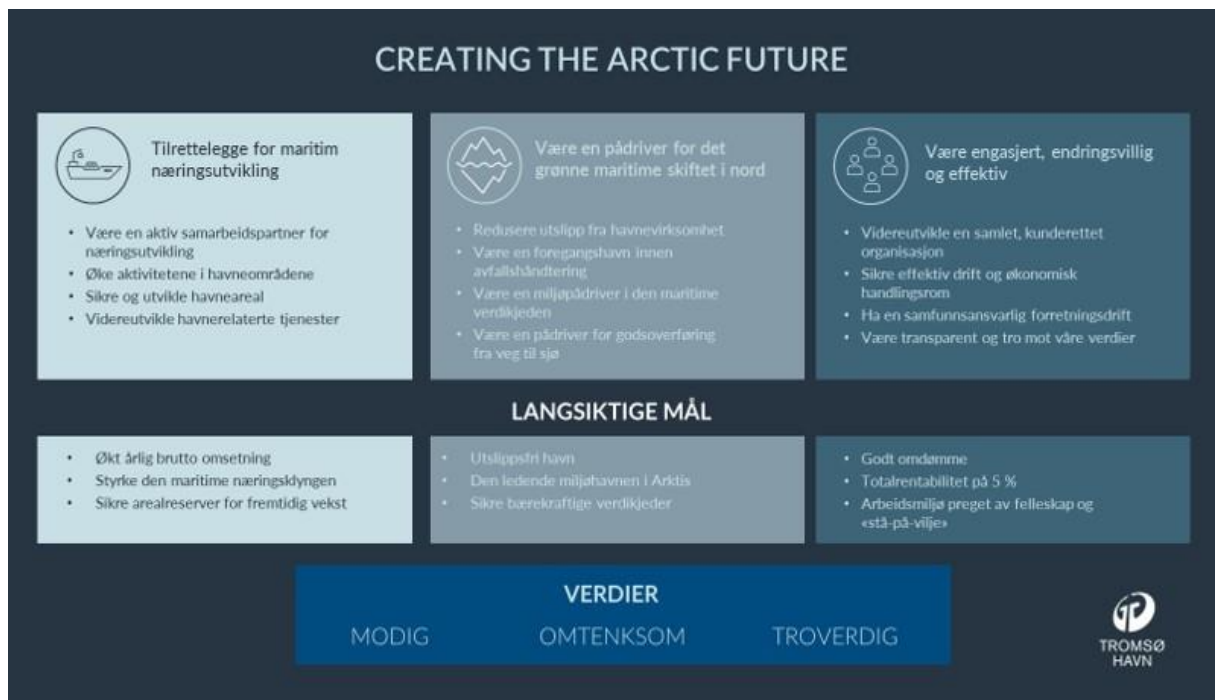 CREATING THE ARCTIC FUTURE
Tilrettelegge for maritim
næringsutvikling
• Være en aktiv samarbeidspartner for
næringsutvikling
• Øke aktivitetene i havneområdene
• Sikre og utvikle havneareal
• Videreutvikle havnerelaterte tjenester
Være en pådriver for det
grønne maritime skiftet i nord
• Redusere utslipp fra havnevirksomhet
• Være en foregangshavn innen
avfallshåndtering
• Være en miljøpådriver i den maritime
verdikjeden
• Være en pådriver for godsoverføring
fra veg til sjø
Være engasjert, endringsvillig
og effektiv
• Videreutvikle en samlet, kunderettet
organisasjon
• Sikre effektiv drift og økonomisk
handlingsrom
• Ha en samfunnsansvarlig forretningsdrift
• Være transparent og tro mot våre verdier
LANGSIKTIGE MÅL
• Økt årlig brutto omsetning
• Styrke den maritime næringsklyngen
• Sikre arealreserver for fremtidig vekst
• Utslippsfri havn
• Den ledende miljøhavnen i Arktis
• Sikre bærekraftige verdikjeder
• Godt omdømme
• Totalrentabilitet på 5 %
• Arbeidsmiljø preget av felleskap og
«stå-på-vilje»
VERDIER
MODIG OMTENKSOM TROVERDIG
TROMSØ
HAVN